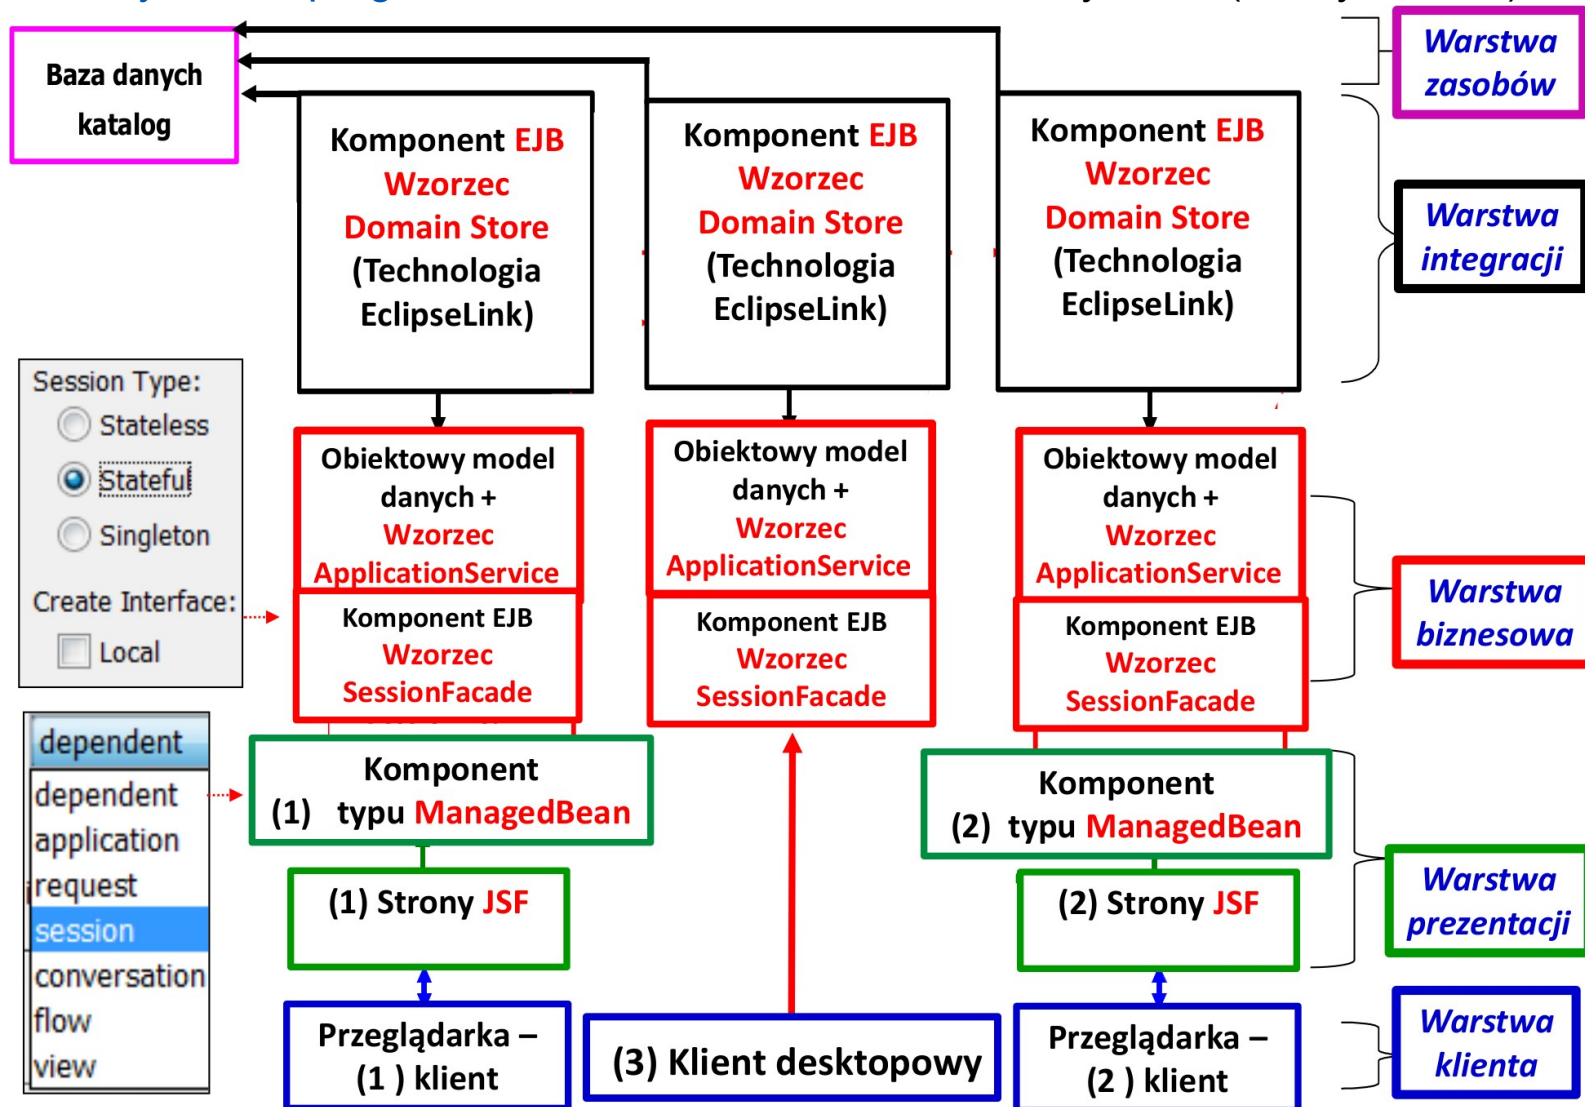 Baza danych
katalog
Komponent EJB
Wzorzec
Domain Store
(Technologia
EclipseLink)
Komponent EJB
Wzorzec
Domain Store
(Technologia
EclipseLink)
Komponent EJB
Wzorzec
Domain Store
(Technologia
EclipseLink)
Warstwa
zasobów
Warstwa
integracji
Session Type:
Stateless
Stateful
Singleton
Create Interface:
Local
Obiektowy model
danych +
Wzorzec
ApplicationService
Komponent EJB
Wzorzec
SessionFacade
Obiektowy model
danych +
Wzorzec
ApplicationService
Komponent EJB
Wzorzec
SessionFacade
Obiektowy model
danych +
Wzorzec
ApplicationService
Komponent EJB
Wzorzec
SessionFacade
Warstwa
biznesowa
dependent
dependent
application
request
session
conversation
flow
view
Komponent
(1) typu ManagedBean
(1) Strony JSF
Przeglądarka –
(1 ) klient
(3) Klient desktopowy
Komponent
(2) typu ManagedBean
(2) Strony JSF
Przeglądarka –
(2 ) klient
Warstwa
prezentacji
Warstwa
klienta